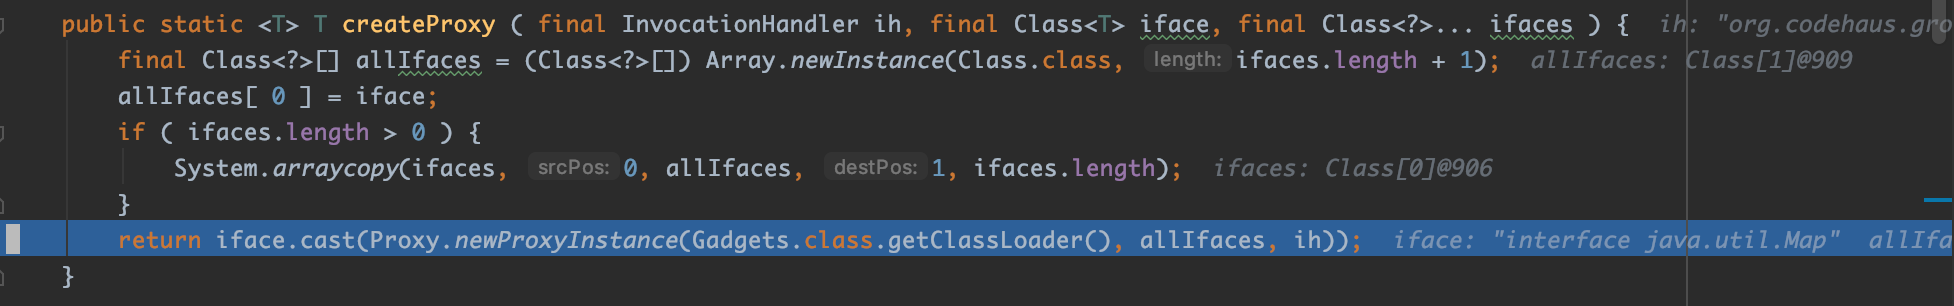 public static <T> T createProxy ( final InvocationHandler ih, final Class<T> iface, final Class<?>... ifaces ) {  ih: "org.codehaus.gro
final Class<?>[] allIfaces = (Class<?>[]) Array.newInstance(Class.class, length: ifaces.length + 1);  allIfaces: Class[1]@909
allIfaces[ 0 ] = iface;
if ( ifaces.length > 0 ) {
System.arraycopy(ifaces, srcPos: 0, allIfaces, destPos: 1, ifaces.length);  ifaces: Class[0]@906
}
return iface.cast(Proxy.newProxyInstance(Gadgets.class.getClassLoader(), allIfaces, ih));  iface: "interface java.util.Map"  allIfa
}